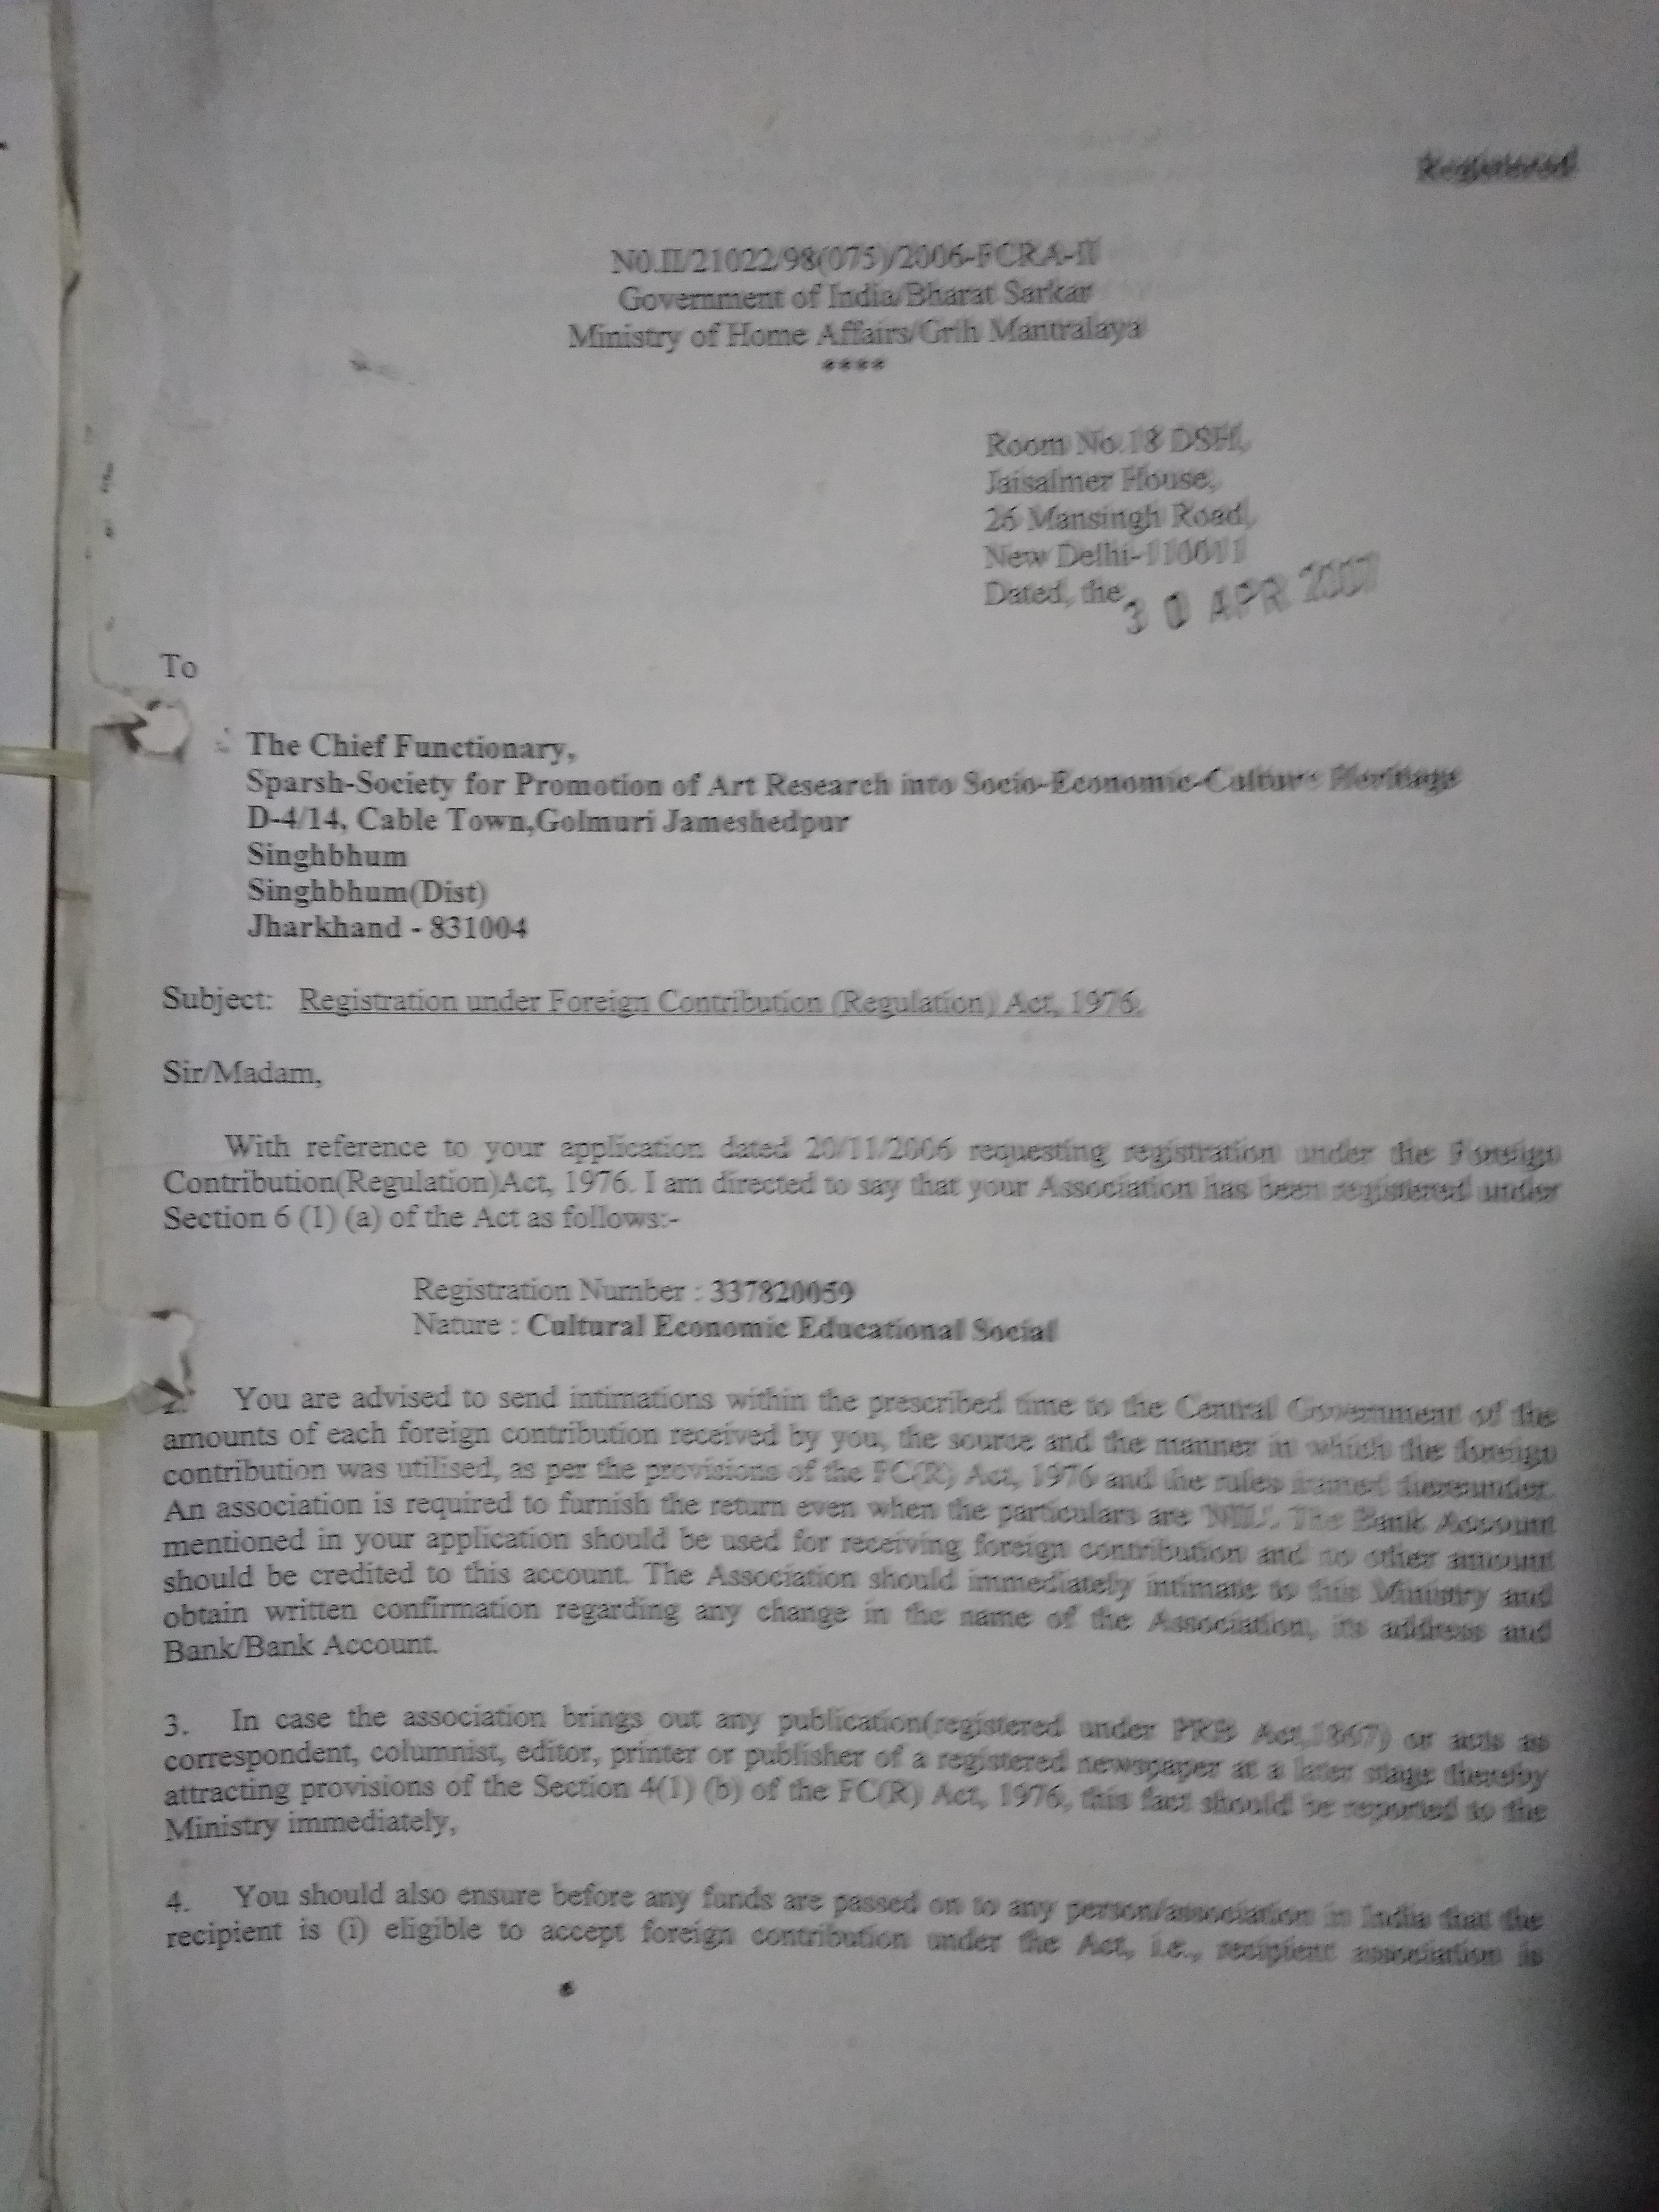 Registered
N0.II/21022/98(075)/2006-FCRA-II
Government of India/Bharat Sarkar
Ministry of Home Affairs/Grih Mantralaya
****
Room No.18 DSH,
Jaisalmer House,
26 Mansingh Road,
New Delhi-110011
Dated, the 30 APR 2007
To
The Chief Functionary,
Sparsh-Society for Promotion of Art Research into Socio-Economic-Culture Heritage
D-4/14, Cable Town,Golmuri Jameshedpur
Singhbhum
Singhbhum(Dist)
Jharkhand - 831004
Subject: Registration under Foreign Contribution (Regulation) Act, 1976.
Sir/Madam,
With reference to your application dated 20/11/2006 requesting registration under the Foreign
Contribution(Regulation)Act, 1976. I am directed to say that your Association has been registered under
Section 6 (1) (a) of the Act as follows:-
Registration Number : 337820059
Nature : Cultural Economic Educational Social
2. You are advised to send intimations within the prescribed time to the Central Government of the
amounts of each foreign contribution received by you, the source and the manner in which the foreign
contribution was utilised, as per the provisions of the FC(R) Act, 1976 and the rules framed thereunder.
An association is required to furnish the return even when the particulars are 'NIL'. The Bank Account
mentioned in your application should be used for receiving foreign contribution and no other amount
should be credited to this account. The Association should immediately intimate to this Ministry and
obtain written confirmation regarding any change in the name of the Association, its address and
Bank/Bank Account.
3. In case the association brings out any publication(registered under PRB Act,1867) or acts as
correspondent, columnist, editor, printer or publisher of a registered newspaper at a later stage thereby
attracting provisions of the Section 4(1) (b) of the FC(R) Act, 1976, this fact should be reported to the
Ministry immediately,
4. You should also ensure before any funds are passed on to any person/association in India that the
recipient is (i) eligible to accept foreign contribution under the Act, i.e., recipient association is